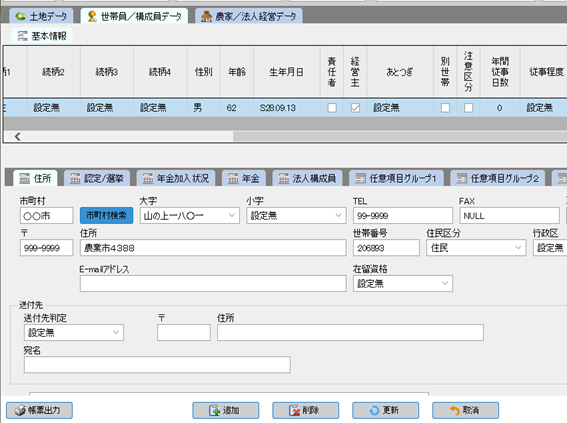 土地データ 世帯員／構成員データ 農家／法人経営データ
基本情報
続柄2 続柄3 続柄4 性別 年齢 生年月日 責任者 経営主 あとつぎ 別世帯 注意区分 年間従事日数 従事程度
設定無 設定無 設定無 男 62 S28.09.13 設定無 0 設定無
住所 認定/選挙 年金加入状況 年金 法人構成員 任意項目グループ1 任意項目グループ2
市町村 大字 小字 TEL FAX
〇〇市 市町村検索 山の上一八〇一 設定無 99-9999 NULL
〒 住所 世帯番号 住民区分 行政区
999-9999 農業市4388 206893 住民 設定無
E-mailアドレス 在留資格
設定無
送付先
送付先判定 〒 住所
設定無
宛名
帳票出力 追加 削除 更新 取消